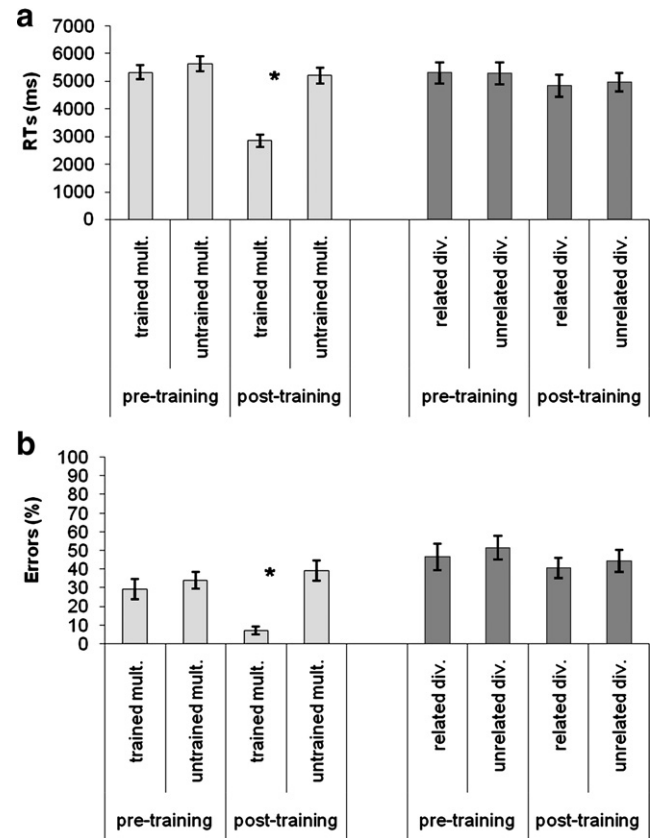 a
7000
6000
5000
4000
3000
2000
1000
0
RTs (ms)
*
trained mult.
untrained mult.
trained mult.
untrained mult.
related div.
unrelated div.
related div.
unrelated div.
pre-training
post-training
pre-training
post-training
b
100
90
80
70
60
50
40
30
20
10
0
Errors (%)
*
trained mult.
untrained mult.
trained mult.
untrained mult.
related div.
unrelated div.
related div.
unrelated div.
pre-training
post-training
pre-training
post-training